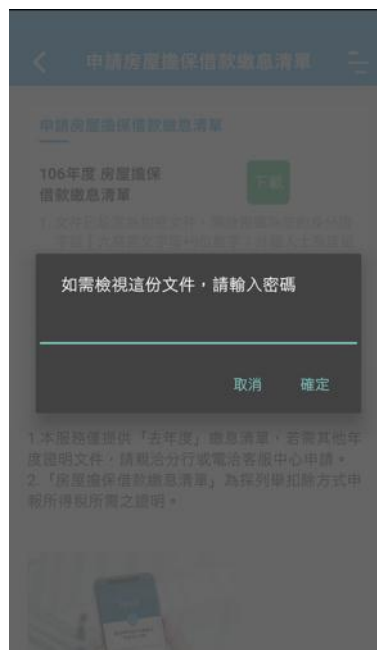 申請房屋擔保借款繳息清單
申請房屋擔保借款繳息清單
106年度 房屋擔保
借款繳息清單
下載
如需檢視這份文件，請輸入密碼
取消
確定
1.本服務僅提供「去年度」繳息清單，若需其他年
度證明文件，請親洽分行或電洽客服中心申請。
2.「房屋擔保借款繳息清單」為採列舉扣除方式申
報所得稅所需之證明。